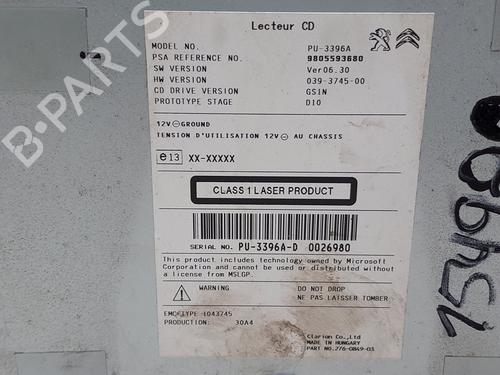 Lecteur CD
MODEL NO. PU-3396A
PSA REFERENCE NO. 9805593680
SW VERSION Ver06.30
HW VERSION 039-3745-00
CD DRIVE VERSION GSIN
PROTOTYPE STAGE D10
12V⊖GROUND
TENSION D'UTILISATION 12V⊖ AU CHASSIS
e13 XX-XXXXX
CLASS 1 LASER PRODUCT
SERIAL NO. PU-3396A-D 0026980
This product includes technology owned by Microsoft
Corporation and cannot be used or distributed without
a license from MSLGP.
WARNING DO NOT DROP
NE PAS LAISSER TOMBER
EMC-TYPE 1043745
PRODUCTION: 30A4
Clarion Co.,Ltd
MADE IN HUNGARY
PART NO.276-0849-03
B-PARTS